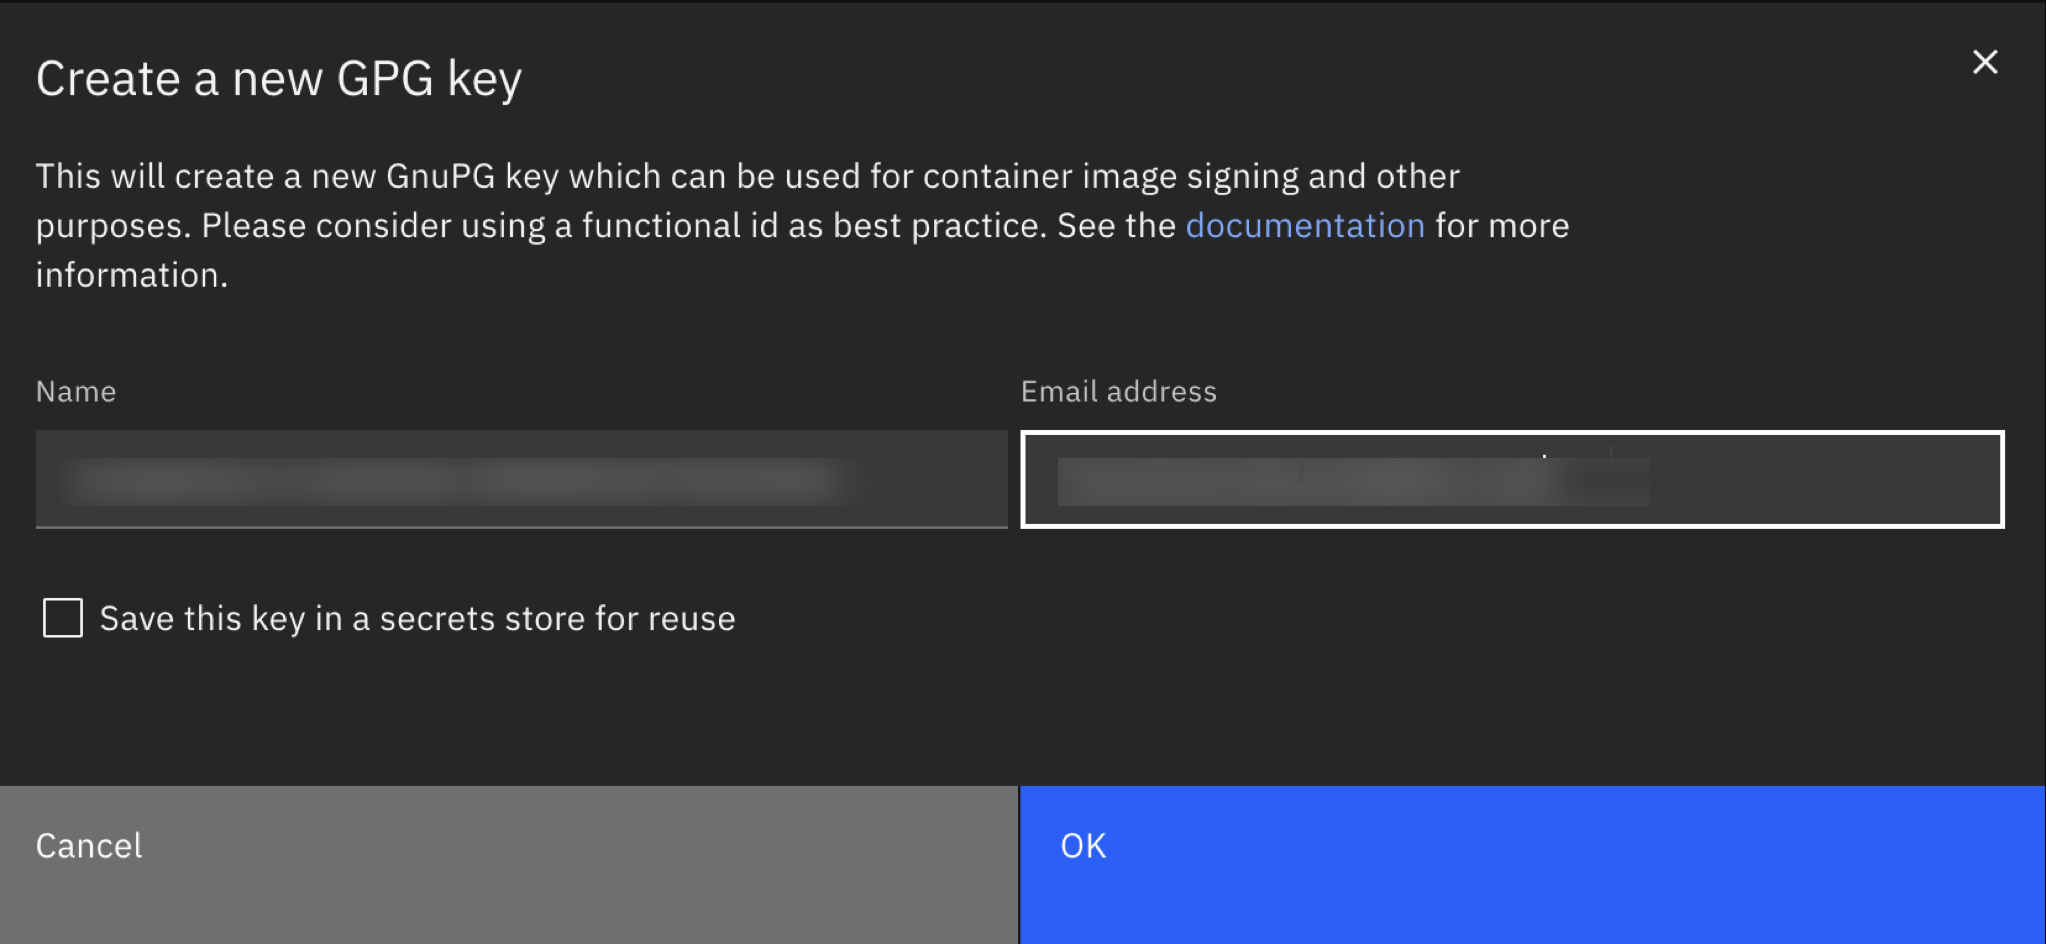 Create a new GPG key
This will create a new GnuPG key which can be used for container image signing and other
purposes. Please consider using a functional id as best practice. See the documentation for more
information.
Name
Email address
Save this key in a secrets store for reuse
Cancel
OK